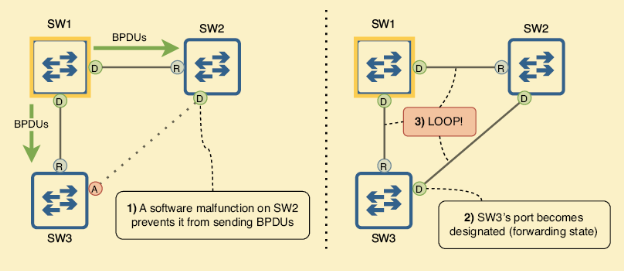 SW1
BPDUs
SW2
D
R
D
D
BPDUs
R
A
SW3
1) A software malfunction on SW2
prevents it from sending BPDUs
SW1
SW2
D
R
D
D
3) LOOP!
R
D
SW3
2) SW3's port becomes
designated (forwarding state)